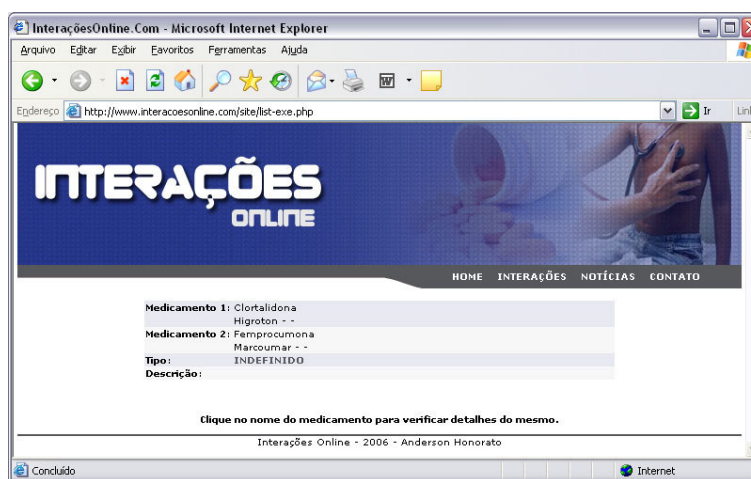 InteraçõesOnline.Com - Microsoft Internet Explorer
Arquivo Editar Exibir Favoritos Ferramentas Ajuda
Endereço http://www.interacoesonline.com/site/list-exe.php Ir Link
INTERAÇÕES
ONLINE
HOME INTERAÇÕES NOTÍCIAS CONTATO
Medicamento 1: Clortalidona
Higroton - -
Medicamento 2: Femprocumona
Marcoumar - -
Tipo: INDEFINIDO
Descrição:
Clique no nome do medicamento para verificar detalhes do mesmo.
Interações Online - 2006 - Anderson Honorato
Concluído Internet